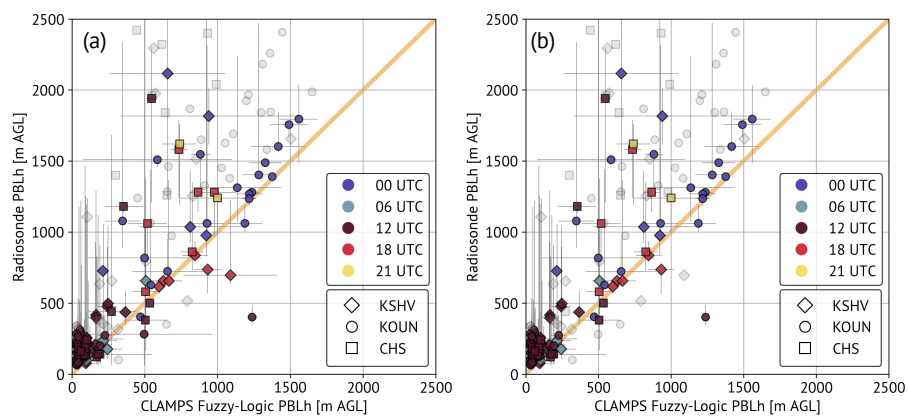 (a)
Radiosonde PBLh [m AGL]
2500
2000
1500
1000
500
0
00 UTC
06 UTC
12 UTC
18 UTC
21 UTC
KSHV
KOUN
CHS
0 500 1000 1500 2000 2500
CLAMPS Fuzzy-Logic PBLh [m AGL]
(b)
Radiosonde PBLh [m AGL]
2500
2000
1500
1000
500
0
00 UTC
06 UTC
12 UTC
18 UTC
21 UTC
KSHV
KOUN
CHS
0 500 1000 1500 2000 2500
CLAMPS Fuzzy-Logic PBLh [m AGL]